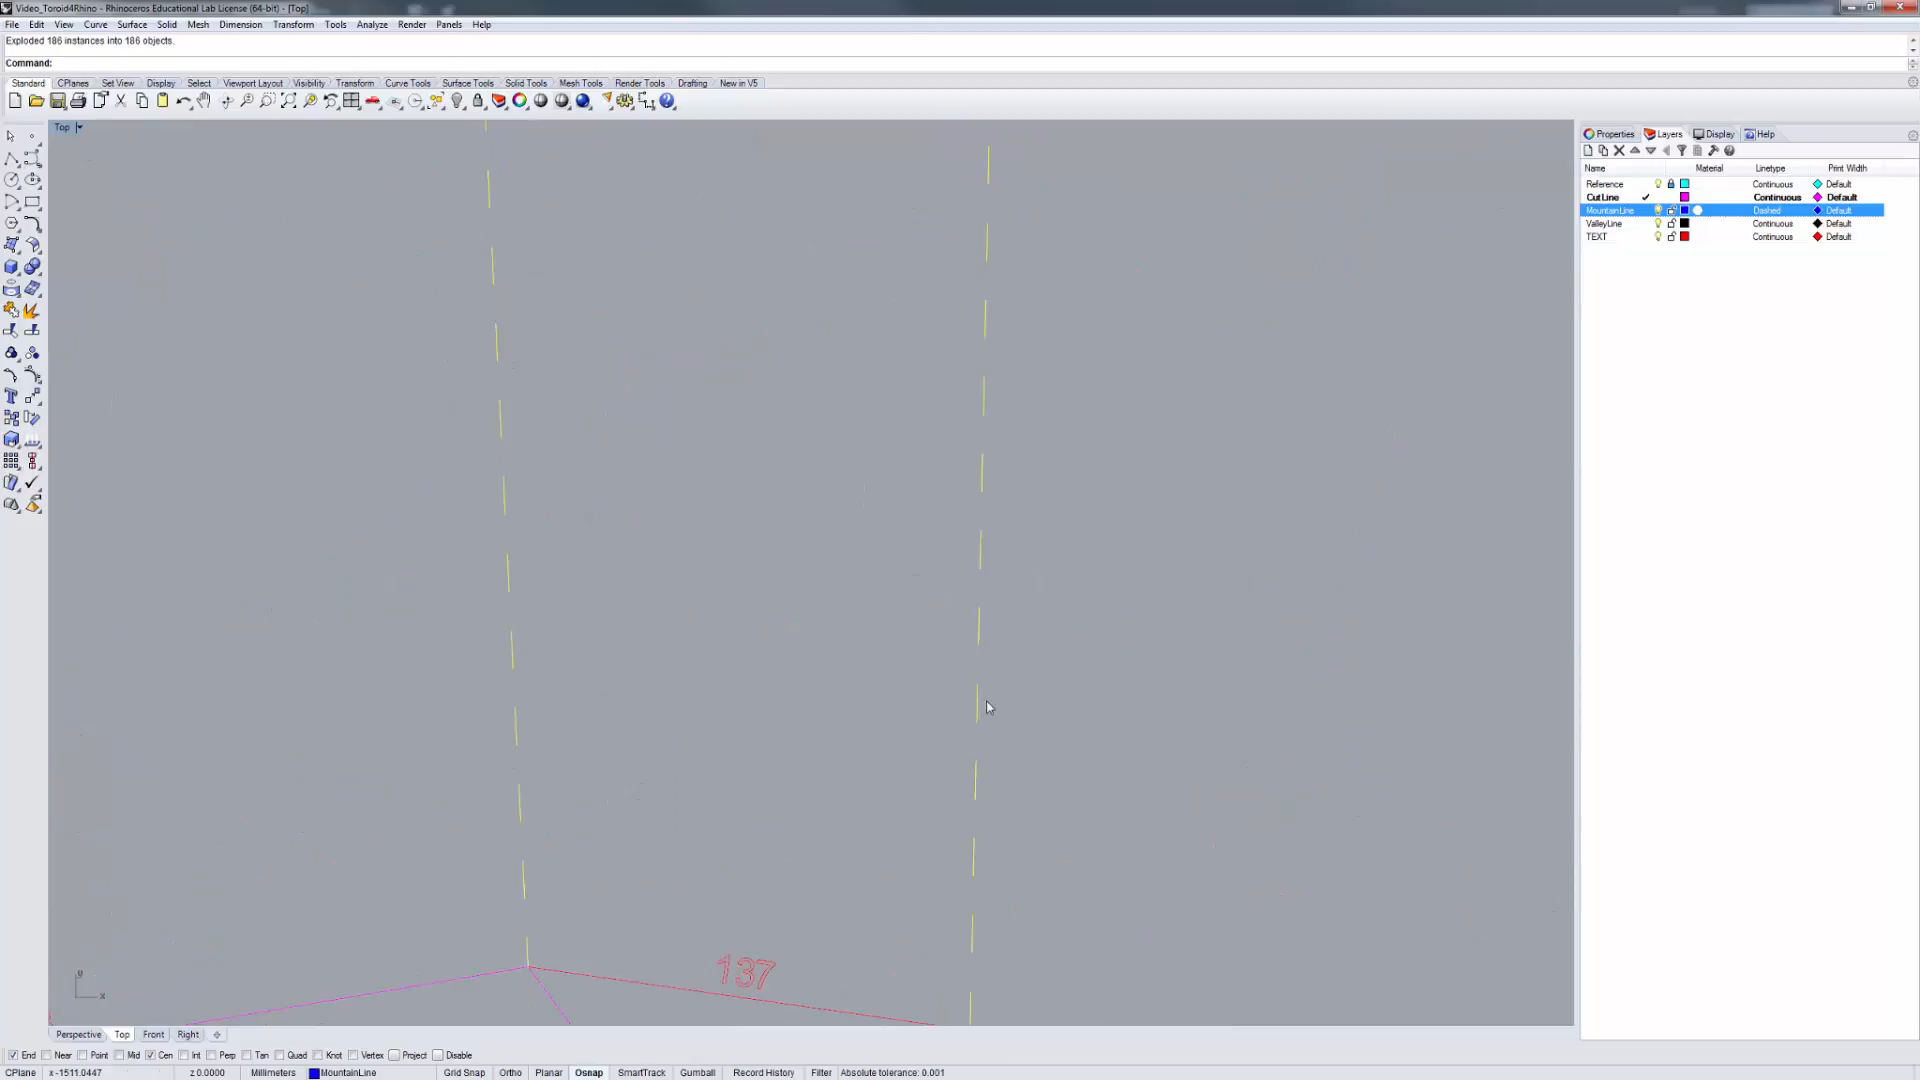 Video_Toroid4Rhino - Rhinoceros Educational Lab License (64-bit) - [Top]
File Edit View Curve Surface Solid Mesh Dimension Transform Tools Analyze Render Panels Help
Exploded 186 instances into 186 objects.
Command:
Standard CPlanes Set View Display Select Viewport Layout Visibility Transform Curve Tools Surface Tools Solid Tools Mesh Tools Render Tools Drafting New in V5
Top
Properties Layers Display Help
Name Material Linetype Print Width
Reference Continuous Default
CutLine Continuous Default
MountainLine Dashed Default
ValleyLine Continuous Default
TEXT Continuous Default
137
x
Perspective Top Front Right
End Near Point Mid Cen Int Perp Tan Quad Knot Vertex Project Disable
CPlane x -1511.0447 z 0.0000 Millimeters MountainLine Grid Snap Ortho Planar Osnap SmartTrack Gumball Record History Filter Absolute tolerance: 0.001